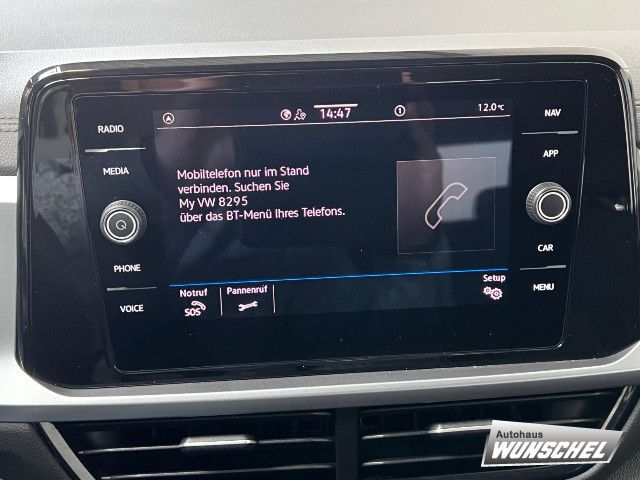 14:47
12.0°C
RADIO
MEDIA
PHONE
VOICE
Mobiltelefon nur im Stand
verbinden. Suchen Sie
My VW 8295
über das BT-Menü Ihres Telefons.
Notruf
SOS
Pannenruf
Setup
NAV
APP
CAR
MENU
Autohaus
WUNSCHEL